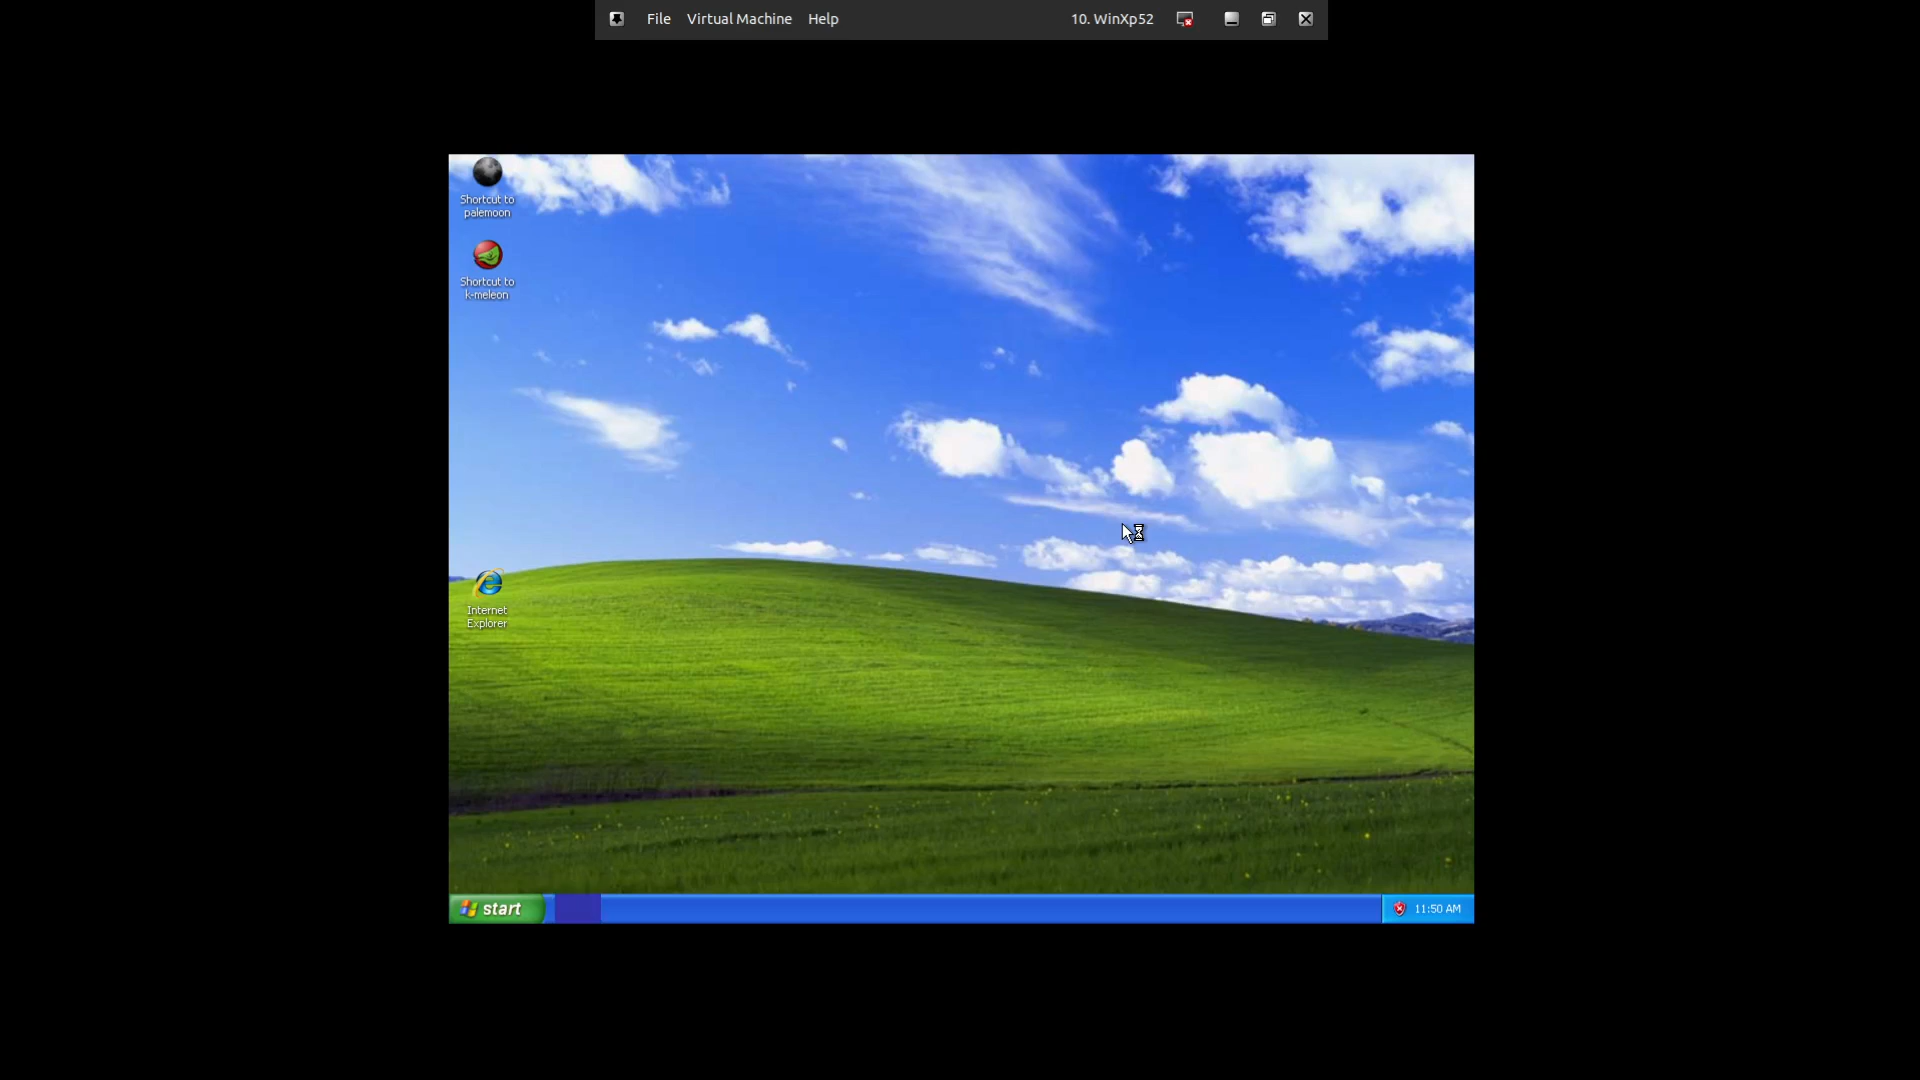 File Virtual Machine Help 10. WinXp52
Shortcut to
palemoon
Shortcut to
k-meleon
Internet
Explorer
start 11:50 AM